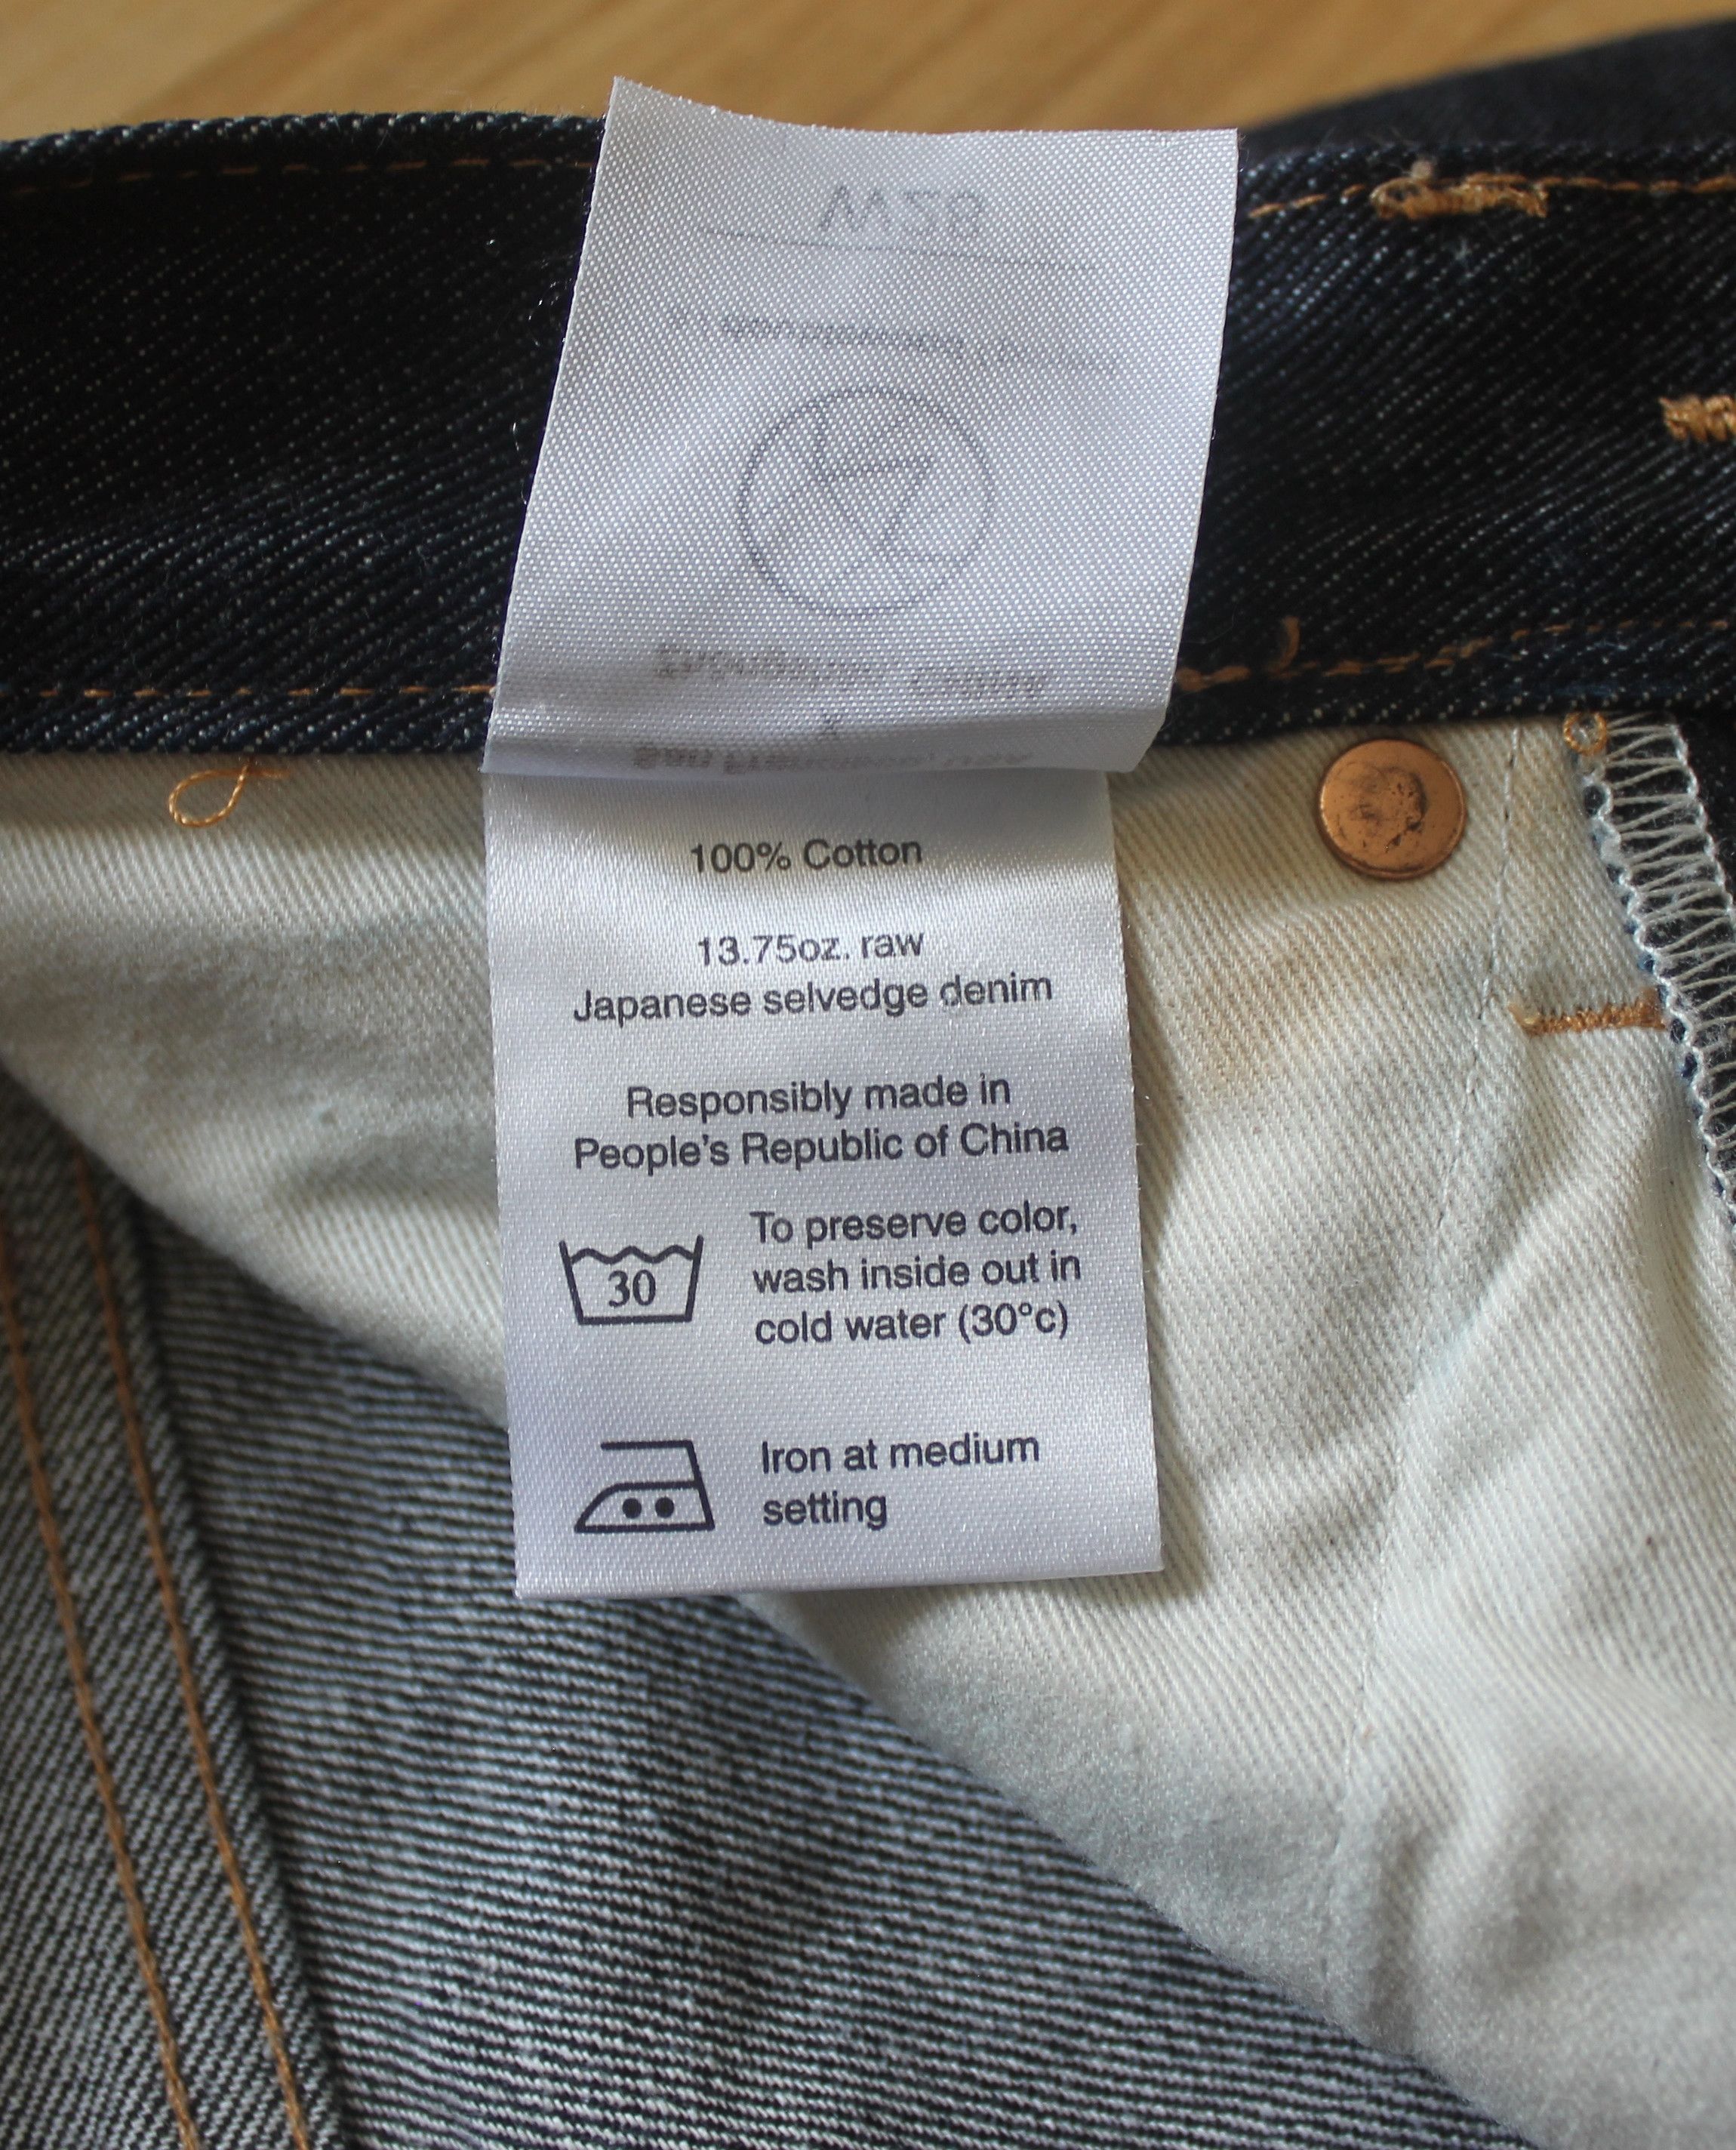 100% Cotton
13.75oz. raw
Japanese selvedge denim
Responsibly made in
People's Republic of China
30
To preserve color,
wash inside out in
cold water (30°c)
Iron at medium
setting